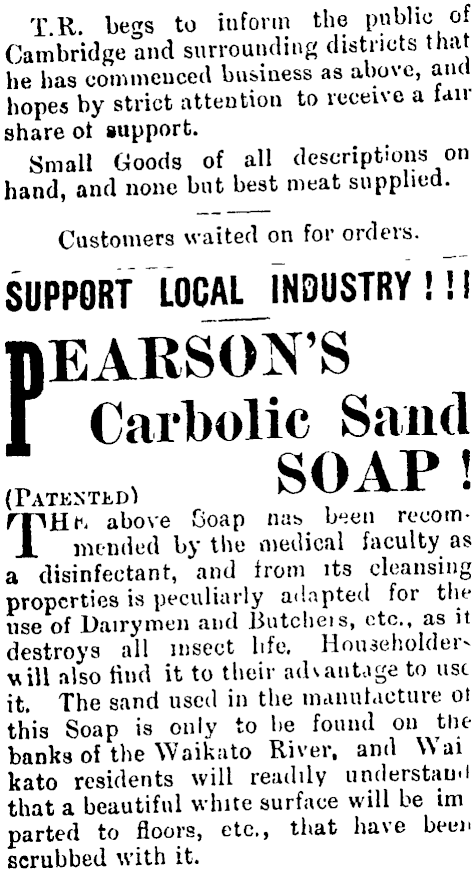 T.R. begs to inform the public of
Cambridge and surrounding districts that
he has commenced business as above, and
hopes by strict attention to receive a fair
share of support.
Small Goods of all descriptions on
hand, and none but best meat supplied.
Customers waited on for orders.
SUPPORT LOCAL INDUSTRY!!!
PEARSON'S
Carbolic Sand
SOAP!
(PATENTED)
THE above Soap has been recom-
mended by the medical faculty as
a disinfectant, and from its cleansing
properties is peculiarly adapted for the
use of Dairymen and Butchers, etc., as it
destroys all insect life. Householders
will also find it to their advantage to use
it. The sand used in the manufacture of
this Soap is only to be found on the
banks of the Waikato River, and Wai
kato residents will readily understand
that a beautiful white surface will be im
parted to floors, etc., that have been
scrubbed with it.